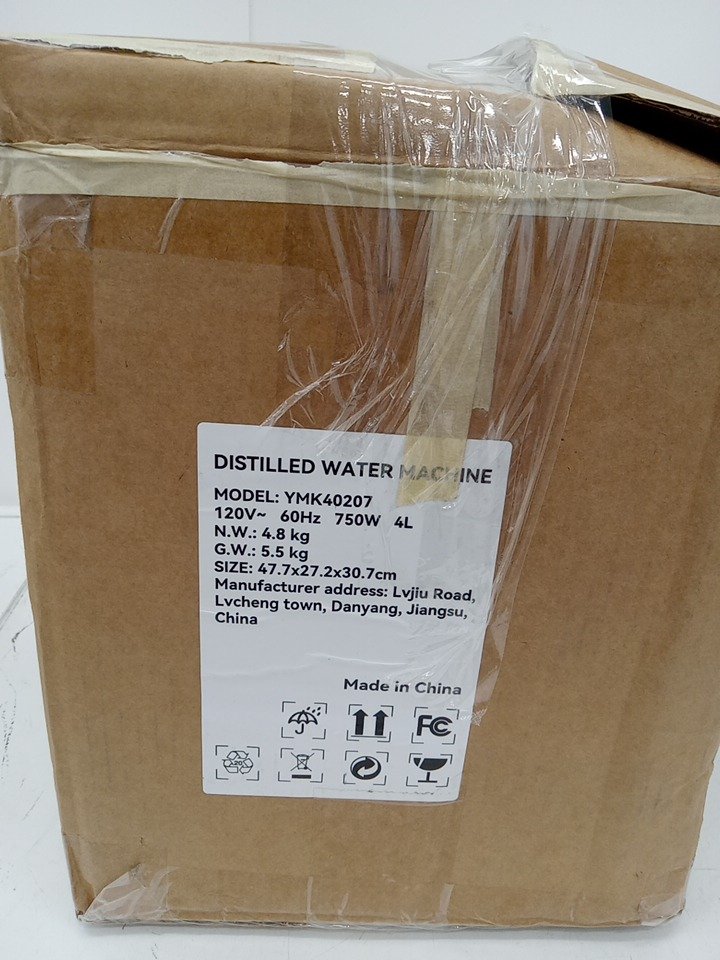 DISTILLED WATER MACHINE
MODEL: YMK40207
120V~ 60Hz 750W 4L
N.W.: 4.8 kg
G.W.: 5.5 kg
SIZE: 47.7x27.2x30.7cm
Manufacturer address: Lvjiu Road,
Lvcheng town, Danyang, Jiangsu,
China
Made in China
FC
20